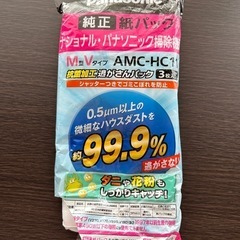 Panasonic
純正 紙パック
ナショナル・パナソニック掃除機
M型Vタイプ AMC-HC1
抗菌加工 逃がさんパック 3枚入
シャッターつきでゴミこぼれを防止
0.5μm以上の
微細なハウスダストを
約99.9%
逃がさない
ダニや花粉も
しっかりキャッチ!